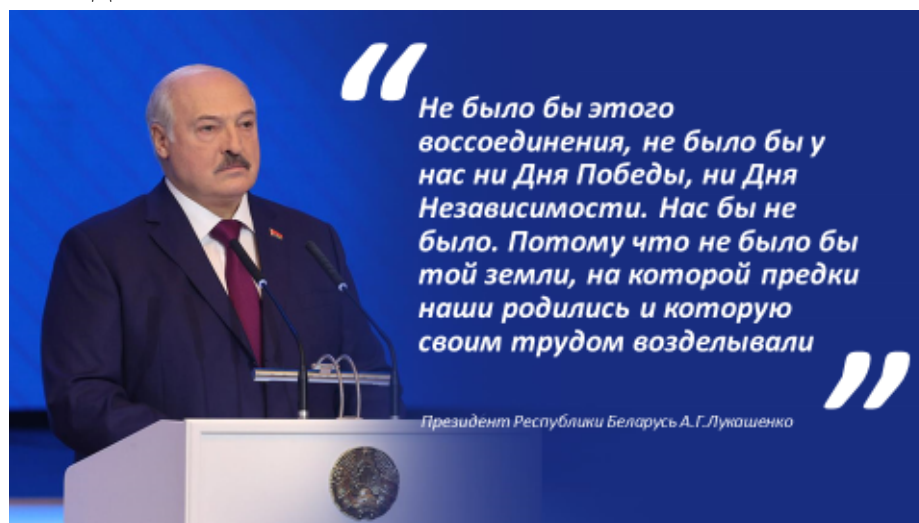 “
Не было бы этого
воссоединения, не было бы у
нас ни Дня Победы, ни Дня
Независимости. Нас бы не
было. Потому что не было бы
той земли, на которой предки
наши родились и которую
своим трудом возделывали
”
Президент Республики Беларусь А.Г.Лукашенко